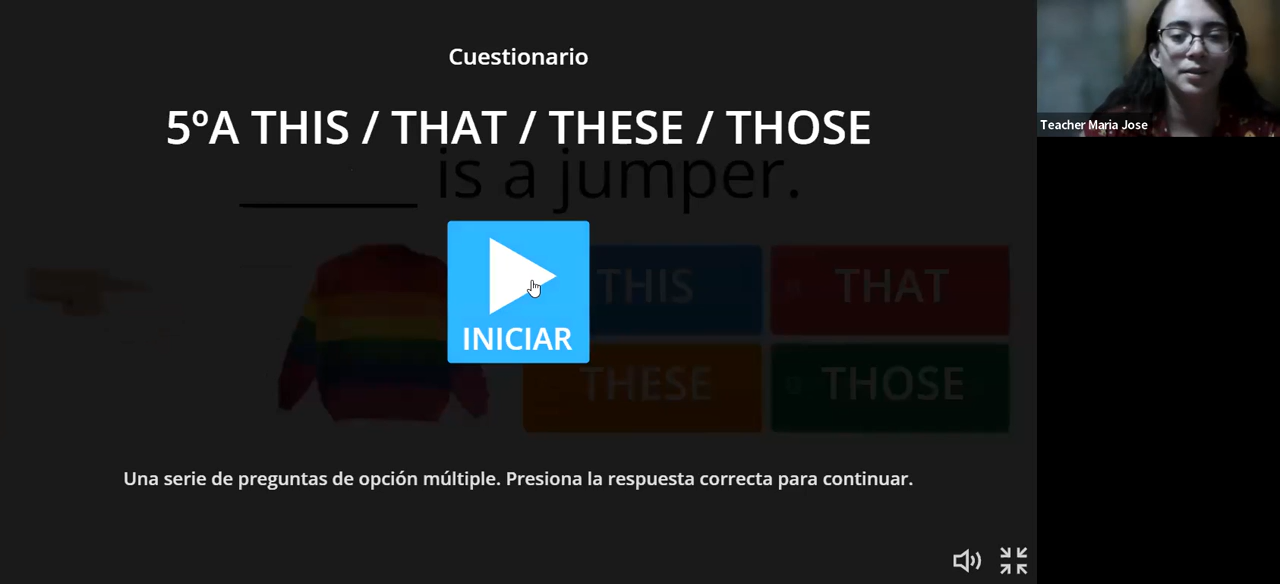 Cuestionario
5ºA THIS / THAT / THESE / THOSE
is a jumper.
THIS
THAT
INICIAR
THESE
THOSE
Una serie de preguntas de opción múltiple. Presiona la respuesta correcta para continuar.
Teacher Maria Jose